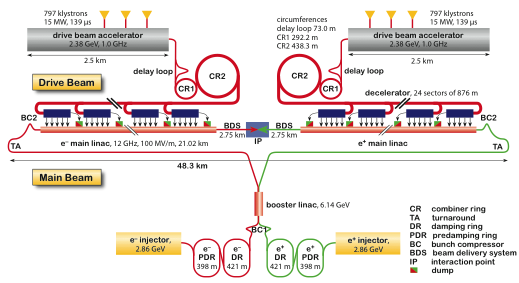 797 klystrons
15 MW, 139 µs
circumferences
delay loop 73.0 m
CR1 292.2 m
CR2 438.3 m
797 klystrons
15 MW, 139 µs
drive beam accelerator
2.38 GeV, 1.0 GHz
drive beam accelerator
2.38 GeV, 1.0 GHz
2.5 km
delay loop
CR2
CR1
CR2
CR1
delay loop
2.5 km
Drive Beam
decelerator, 24 sectors of 876 m
BC2
BDS
2.75 km
IP
BDS
2.75 km
BC2
TA
e⁻ main linac, 12 GHz, 100 MV/m, 21.02 km
e⁺ main linac
TA
48.3 km
Main Beam
booster linac, 6.14 GeV
BC1
e⁻ injector,
2.86 GeV
e⁻
PDR
398 m
e⁻
DR
421 m
e⁺
DR
421 m
e⁺
PDR
398 m
e⁺ injector,
2.86 GeV
CR combiner ring
TA turnaround
DR damping ring
PDR predamping ring
BC bunch compressor
BDS beam delivery system
IP interaction point
dump